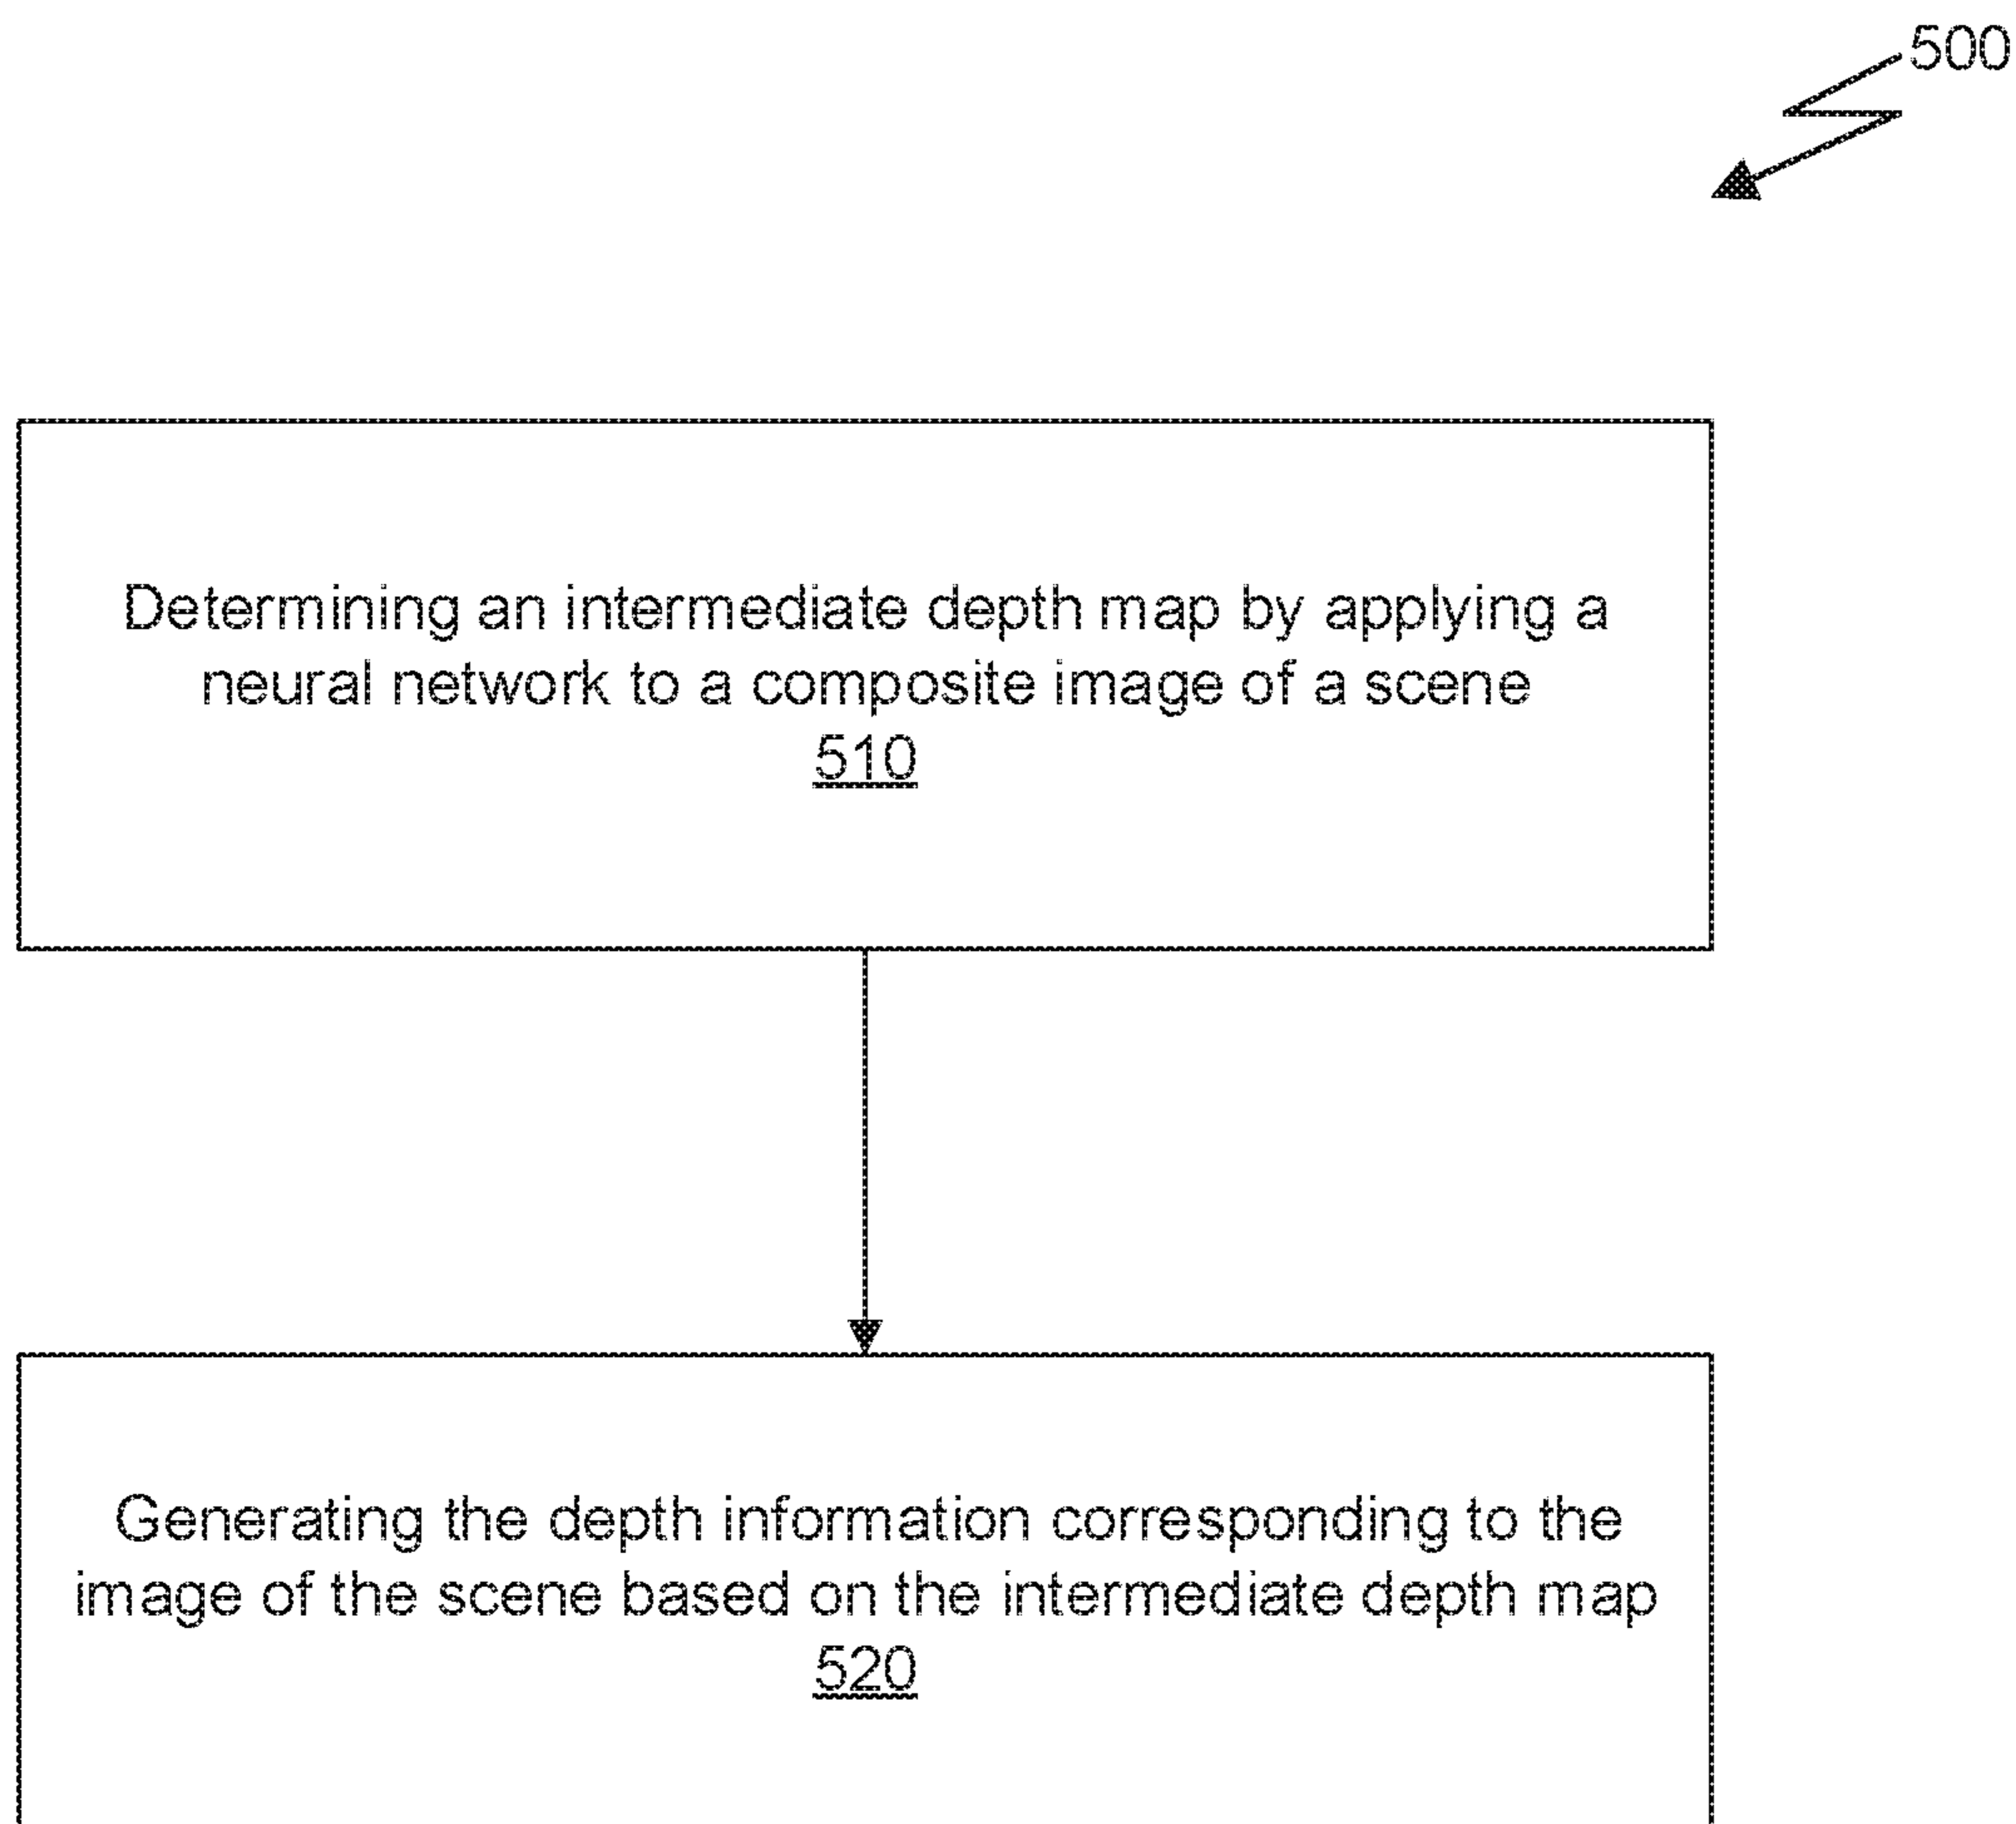 500
Determining an intermediate depth map by applying a
neural network to a composite image of a scene
510
Generating the depth information corresponding to the
image of the scene based on the intermediate depth map
520